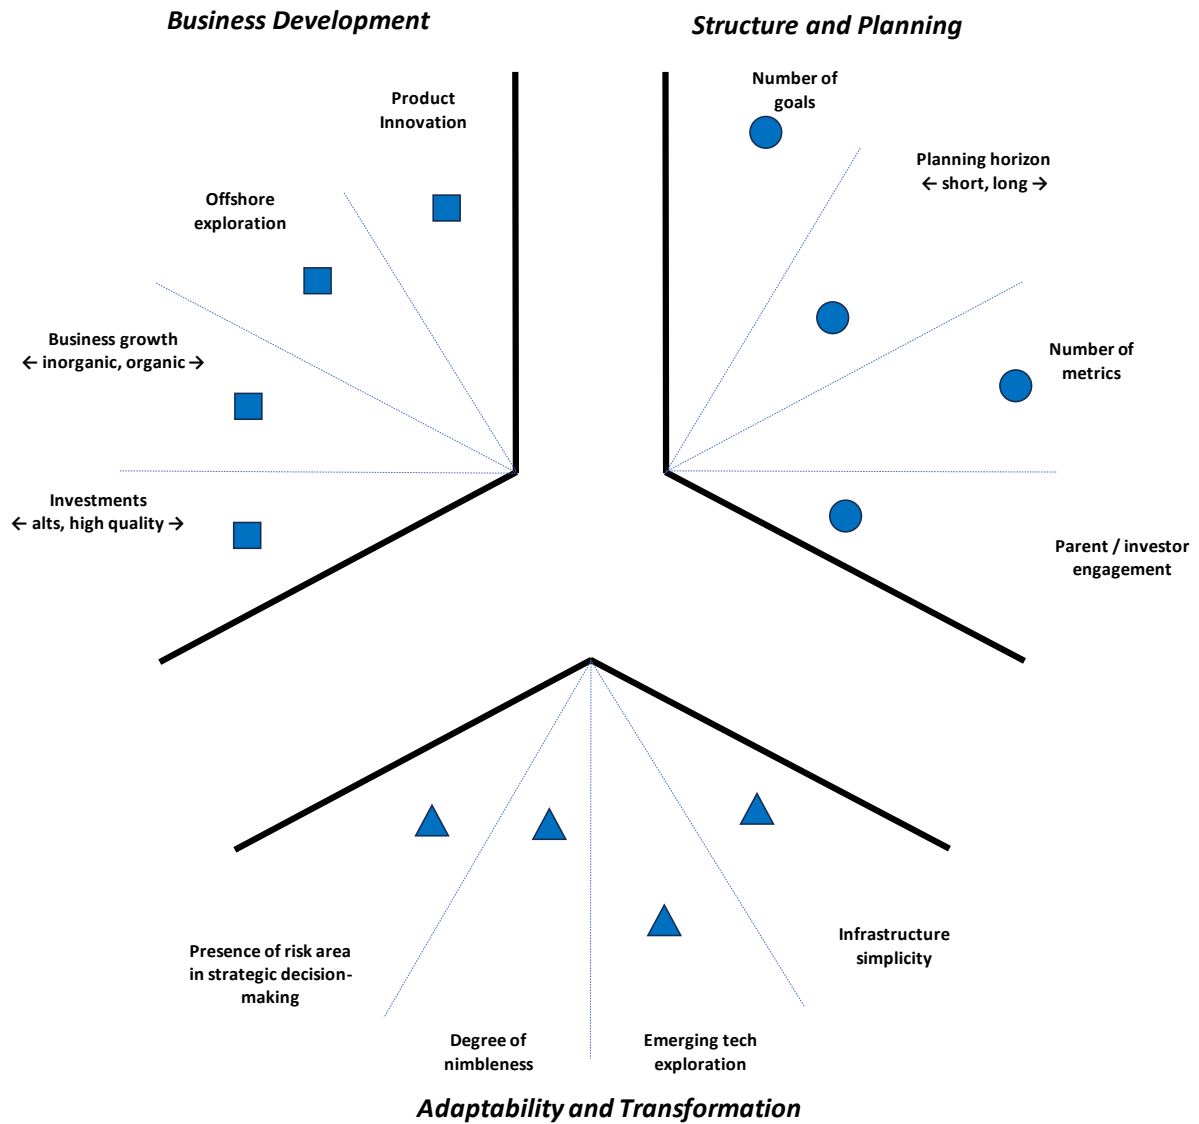 Business Development
Structure and Planning
Product
Innovation
Offshore
exploration
Business growth
← inorganic, organic →
Investments
← alts, high quality →
Number of
goals
Planning horizon
← short, long →
Number of
metrics
Parent / investor
engagement
Presence of risk area
in strategic decision-
making
Degree of
nimbleness
Emerging tech
exploration
Infrastructure
simplicity
Adaptability and Transformation